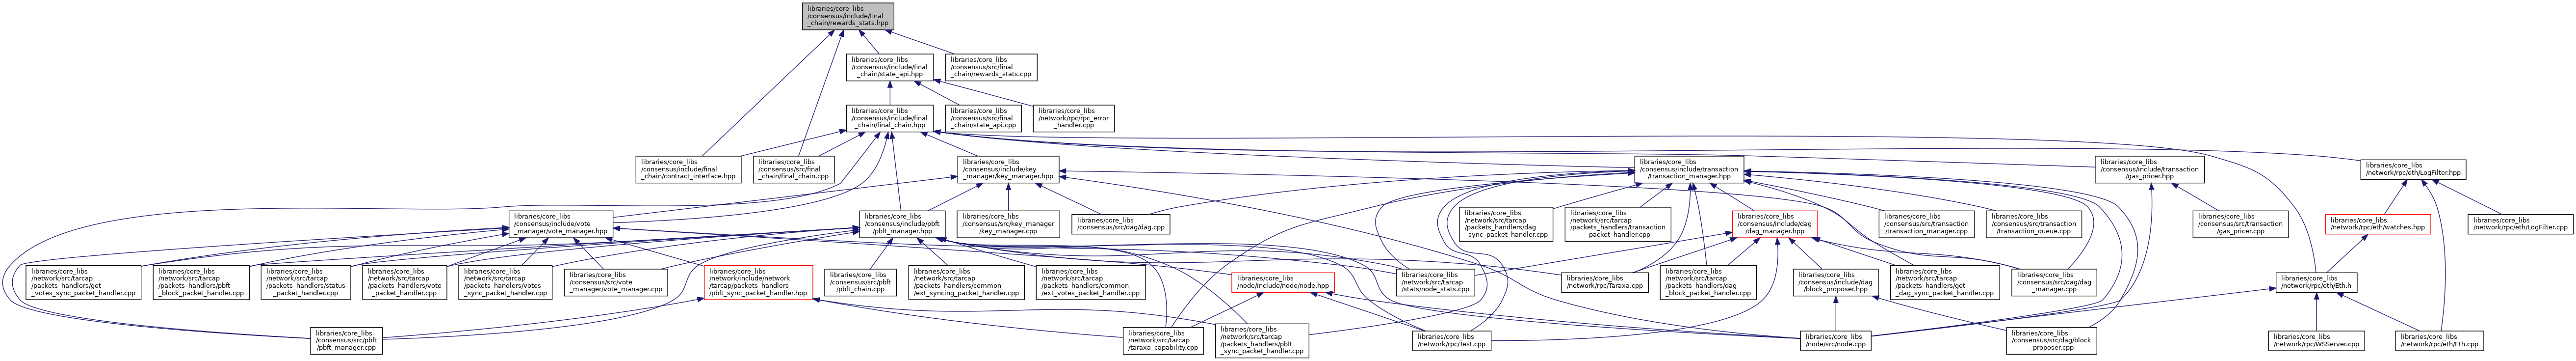 libraries/core_libs
/consensus/include/final
_chain/rewards_stats.hpp
libraries/core_libs
/consensus/include/final
_chain/state_api.hpp
libraries/core_libs
/consensus/src/final
_chain/rewards_stats.cpp
libraries/core_libs
/consensus/include/final
_chain/final_chain.hpp
libraries/core_libs
/consensus/src/final
_chain/state_api.cpp
libraries/core_libs
/network/rpc/rpc_error
_handler.cpp
libraries/core_libs
/consensus/include/final
_chain/contract_interface.hpp
libraries/core_libs
/consensus/src/final
_chain/final_chain.cpp
libraries/core_libs
/consensus/include/key
_manager/key_manager.hpp
libraries/core_libs
/consensus/include/transaction
/transaction_manager.hpp
libraries/core_libs
/consensus/include/transaction
/gas_pricer.hpp
libraries/core_libs
/network/rpc/eth/LogFilter.hpp
libraries/core_libs
/consensus/include/vote
_manager/vote_manager.hpp
libraries/core_libs
/consensus/include/pbft
/pbft_manager.hpp
libraries/core_libs
/consensus/src/key_manager
/key_manager.cpp
libraries/core_libs
/consensus/src/dag/dag.cpp
libraries/core_libs
/network/src/tarcap
/packets_handlers/dag
_sync_packet_handler.cpp
libraries/core_libs
/network/src/tarcap
/packets_handlers/transaction
_packet_handler.cpp
libraries/core_libs
/consensus/include/dag
/dag_manager.hpp
libraries/core_libs
/consensus/src/transaction
/transaction_manager.cpp
libraries/core_libs
/consensus/src/transaction
/transaction_queue.cpp
libraries/core_libs
/consensus/src/transaction
/gas_pricer.cpp
libraries/core_libs
/network/rpc/eth/watches.hpp
libraries/core_libs
/network/rpc/eth/LogFilter.cpp
libraries/core_libs
/network/src/tarcap
/packets_handlers/get
_votes_sync_packet_handler.cpp
libraries/core_libs
/network/src/tarcap
/packets_handlers/pbft
_block_packet_handler.cpp
libraries/core_libs
/network/src/tarcap
/packets_handlers/status
_packet_handler.cpp
libraries/core_libs
/network/src/tarcap
/packets_handlers/vote
_packet_handler.cpp
libraries/core_libs
/network/src/tarcap
/packets_handlers/votes
_sync_packet_handler.cpp
libraries/core_libs
/consensus/src/vote
_manager/vote_manager.cpp
libraries/core_libs
/network/include/network
/tarcap/packets_handlers
/pbft_sync_packet_handler.hpp
libraries/core_libs
/consensus/src/pbft
/pbft_chain.cpp
libraries/core_libs
/network/src/tarcap
/packets_handlers/common
/ext_syncing_packet_handler.cpp
libraries/core_libs
/network/src/tarcap
/packets_handlers/common
/ext_votes_packet_handler.cpp
libraries/core_libs
/node/include/node/node.hpp
libraries/core_libs
/network/src/tarcap
/stats/node_stats.cpp
libraries/core_libs
/network/rpc/Taraxa.cpp
libraries/core_libs
/network/src/tarcap
/packets_handlers/dag
_block_packet_handler.cpp
libraries/core_libs
/consensus/include/dag
/block_proposer.hpp
libraries/core_libs
/network/src/tarcap
/packets_handlers/get
_dag_sync_packet_handler.cpp
libraries/core_libs
/consensus/src/dag/dag
_manager.cpp
libraries/core_libs
/network/rpc/eth/Eth.h
libraries/core_libs
/consensus/src/pbft
/pbft_manager.cpp
libraries/core_libs
/network/src/tarcap
/taraxa_capability.cpp
libraries/core_libs
/network/src/tarcap
/packets_handlers/pbft
_sync_packet_handler.cpp
libraries/core_libs
/network/rpc/Test.cpp
libraries/core_libs
/node/src/node.cpp
libraries/core_libs
/consensus/src/dag/block
_proposer.cpp
libraries/core_libs
/network/rpc/WSServer.cpp
libraries/core_libs
/network/rpc/eth/Eth.cpp